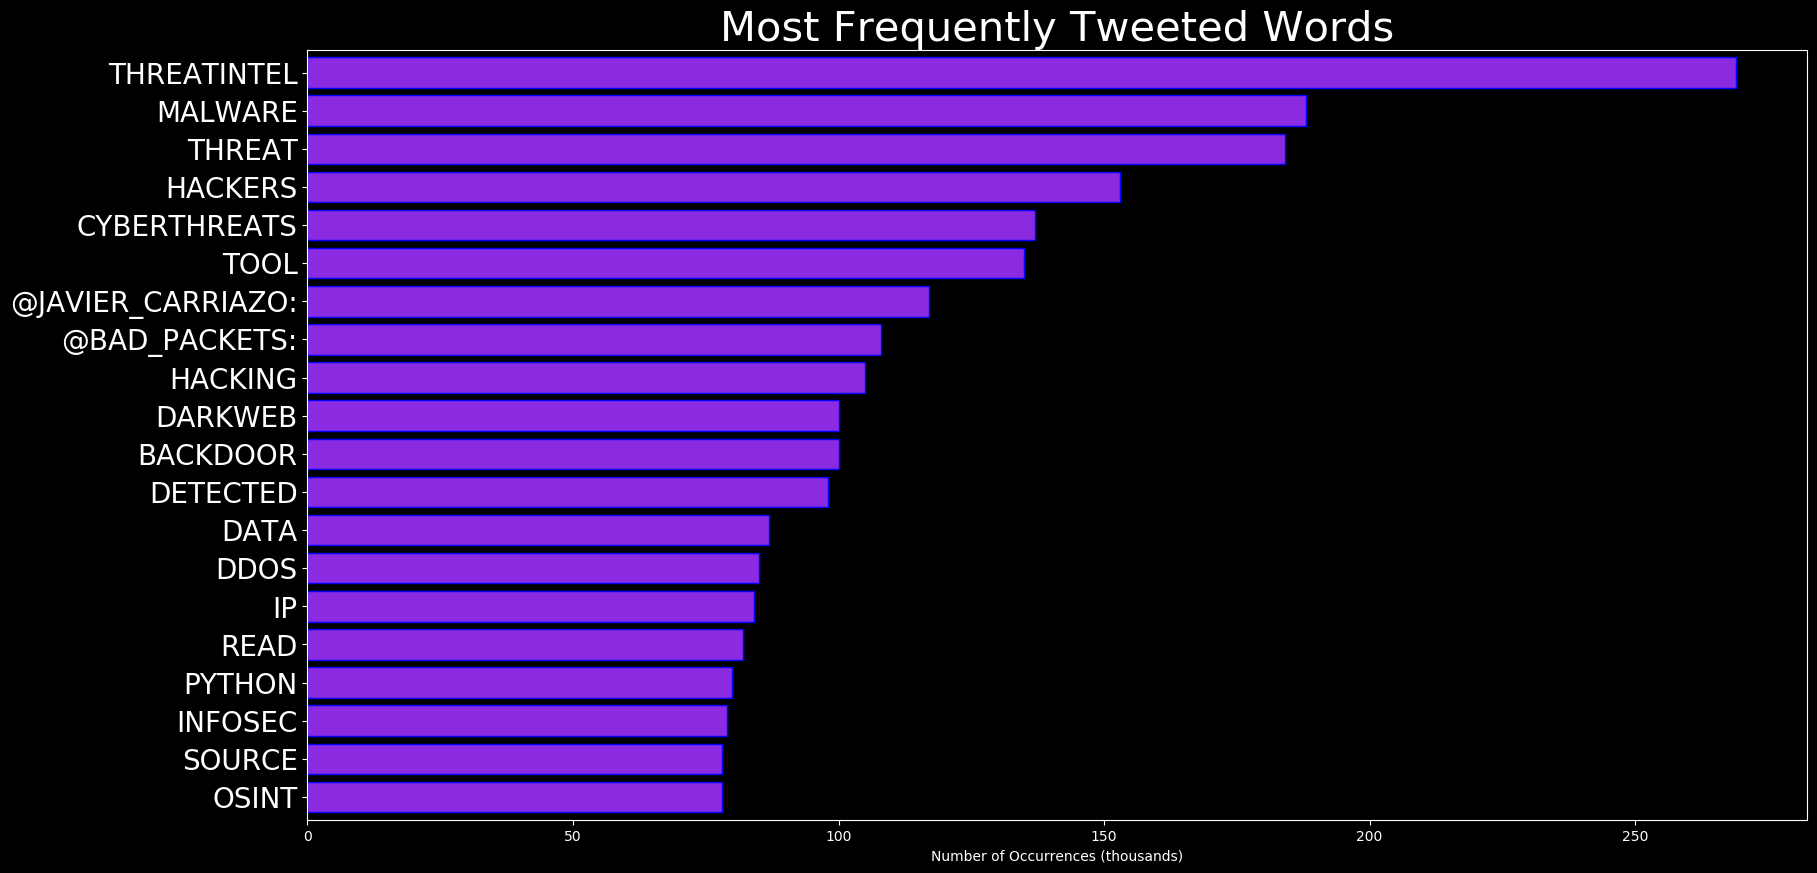 Most Frequently Tweeted Words
THREATINTEL
MALWARE
THREAT
HACKERS
CYBERTHREATS
TOOL
@JAVIER_CARRIAZO:
@BAD_PACKETS:
HACKING
DARKWEB
BACKDOOR
DETECTED
DATA
DDOS
IP
READ
PYTHON
INFOSEC
SOURCE
OSINT
0 50 100 150 200 250
Number of Occurrences (thousands)